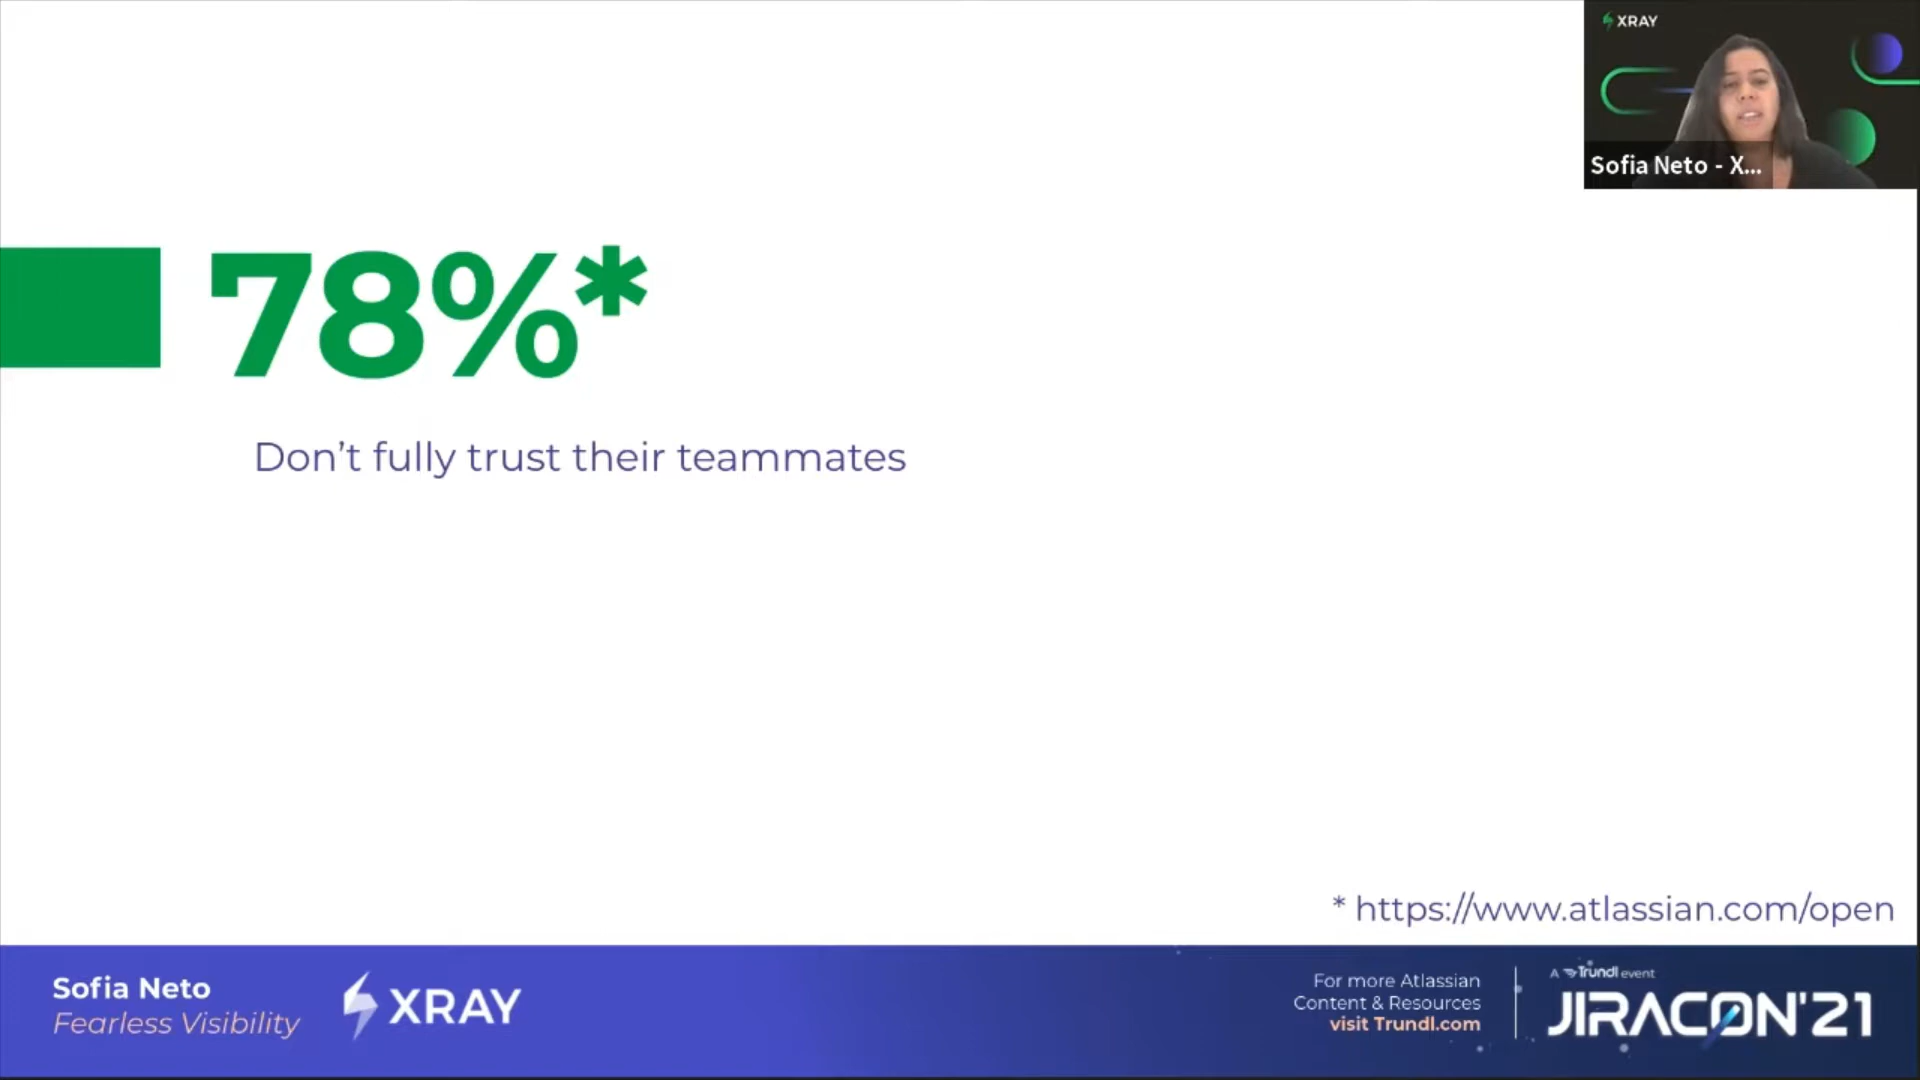 XRAY
Sofia Neto - X...
78%*
Don't fully trust their teammates
* https://www.atlassian.com/open
Sofia Neto
Fearless Visibility
XRAY
For more Atlassian
Content & Resources
visit Trundl.com
A Trundl event
JIRACON'21